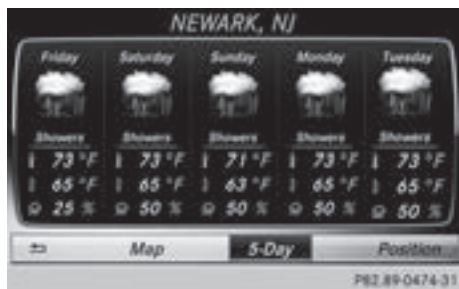 NEWARK, NJ
Friday Saturday Sunday Monday Tuesday
Showers Showers Showers Showers Showers
73 °F 73 °F 71 °F 73 °F 73 °F
65 °F 65 °F 63 °F 65 °F 65 °F
25 % 50 % 50 % 50 % 50 %
Map 5-Day Position
P82.89-0474-31